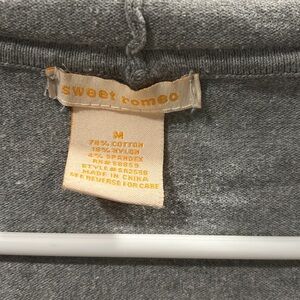 sweet romeo
M
78% COTTON
18% NYLON
4% SPANDEX
MADE IN CHINA
SEE REVERSE FOR CARE